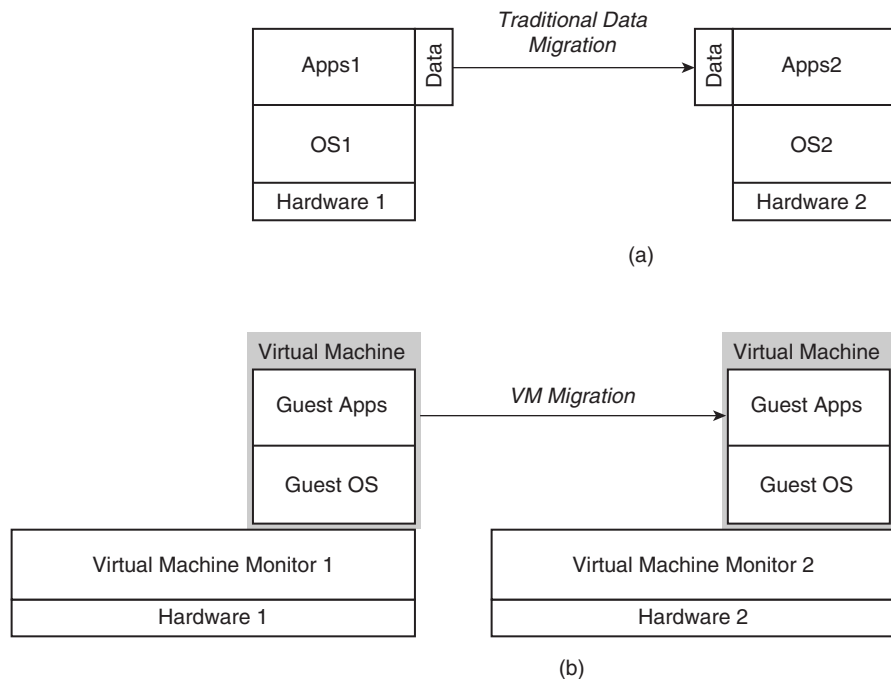 Traditional Data
Migration
Apps1
Data
Data
Apps2
OS1
OS2
Hardware 1
Hardware 2
(a)
Virtual Machine
Virtual Machine
Guest Apps
VM Migration
Guest Apps
Guest OS
Guest OS
Virtual Machine Monitor 1
Virtual Machine Monitor 2
Hardware 1
Hardware 2
(b)